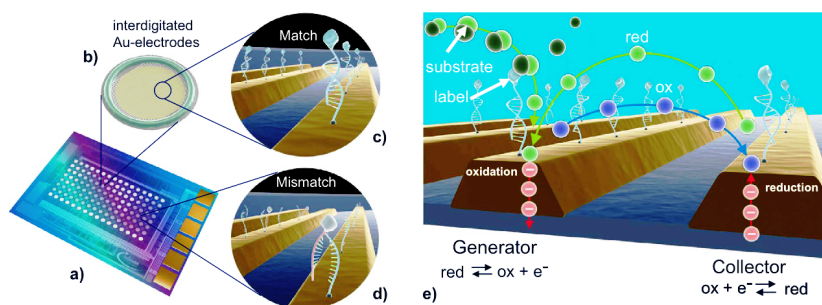 interdigitated
Au-electrodes
b)
Match
c)
Mismatch
a)
d)
substrate
label
red
ox
oxidation
reduction
Generator
red ⇌ ox + e⁻
Collector
ox + e⁻ ⇌ red
e)